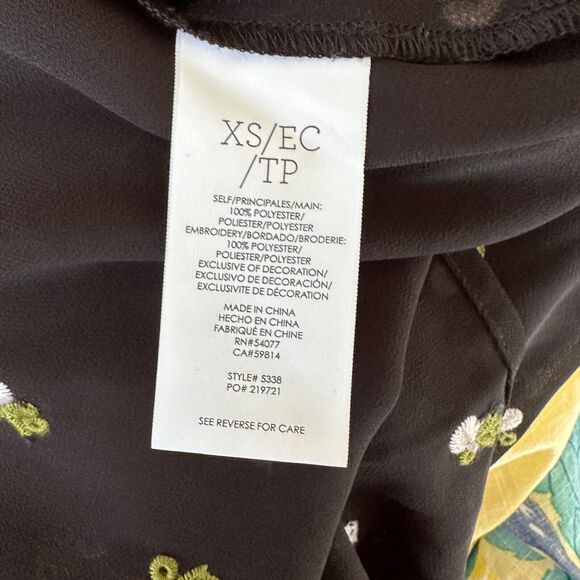 XS/EC
/TP
SELF/PRINCIPALES/MAIN:
100% POLYESTER/
POLIESTER/POLYESTER
EMBROIDERY/BORDADO/BRODERIE:
100% POLYESTER/
POLIESTER/POLYESTER
EXCLUSIVE OF DECORATION/
EXCLUSIVO DE DECORACIÓN/
EXCLUSIVITE DE DÉCORATION
MADE IN CHINA
HECHO EN CHINA
FABRIQUÉ EN CHINE
RN#54077
CA#59814
STYLE# 5338
PO# 219721
SEE REVERSE FOR CARE